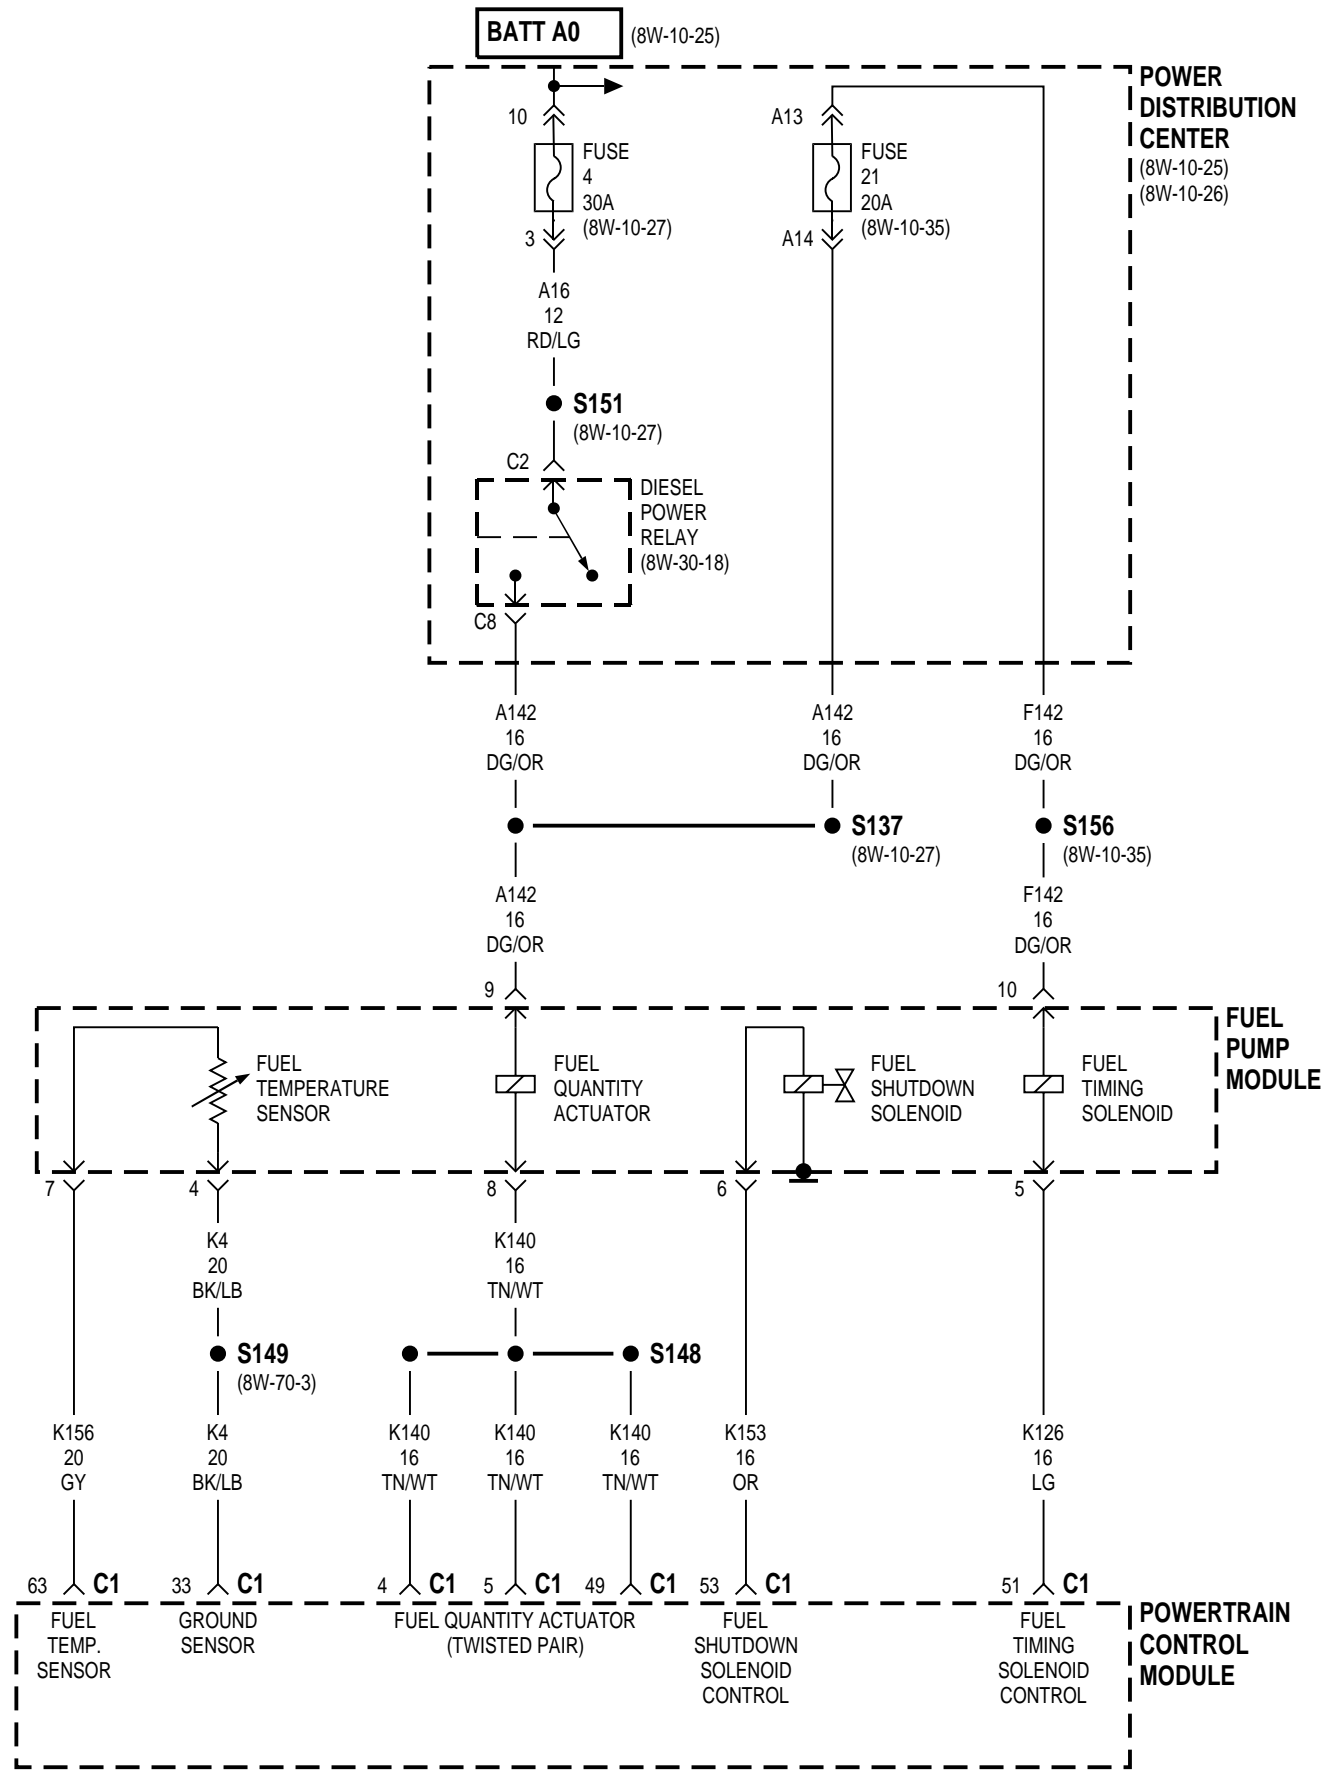 BATT A0
(8W-10-25)
POWER
DISTRIBUTION
CENTER
(8W-10-25)
(8W-10-26)
10
FUSE
4
30A
(8W-10-27)
3
A13
FUSE
21
20A
(8W-10-35)
A14
A16
12
RD/LG
S151
(8W-10-27)
C2
DIESEL
POWER
RELAY
(8W-30-18)
C8
A142
16
DG/OR
A142
16
DG/OR
F142
16
DG/OR
S137
(8W-10-27)
S156
(8W-10-35)
A142
16
DG/OR
F142
16
DG/OR
9
10
FUEL
PUMP
MODULE
FUEL
TEMPERATURE
SENSOR
FUEL
QUANTITY
ACTUATOR
FUEL
SHUTDOWN
SOLENOID
FUEL
TIMING
SOLENOID
7
4
8
6
5
K4
20
BK/LB
K140
16
TN/WT
S149
(8W-70-3)
S148
K156
20
GY
K4
20
BK/LB
K140
16
TN/WT
K140
16
TN/WT
K140
16
TN/WT
K153
16
OR
K126
16
LG
63 C1
33 C1
4 C1
5 C1
49 C1
53 C1
51 C1
FUEL
TEMP.
SENSOR
GROUND
SENSOR
FUEL QUANTITY ACTUATOR
(TWISTED PAIR)
FUEL
SHUTDOWN
SOLENOID
CONTROL
FUEL
TIMING
SOLENOID
CONTROL
POWERTRAIN
CONTROL
MODULE